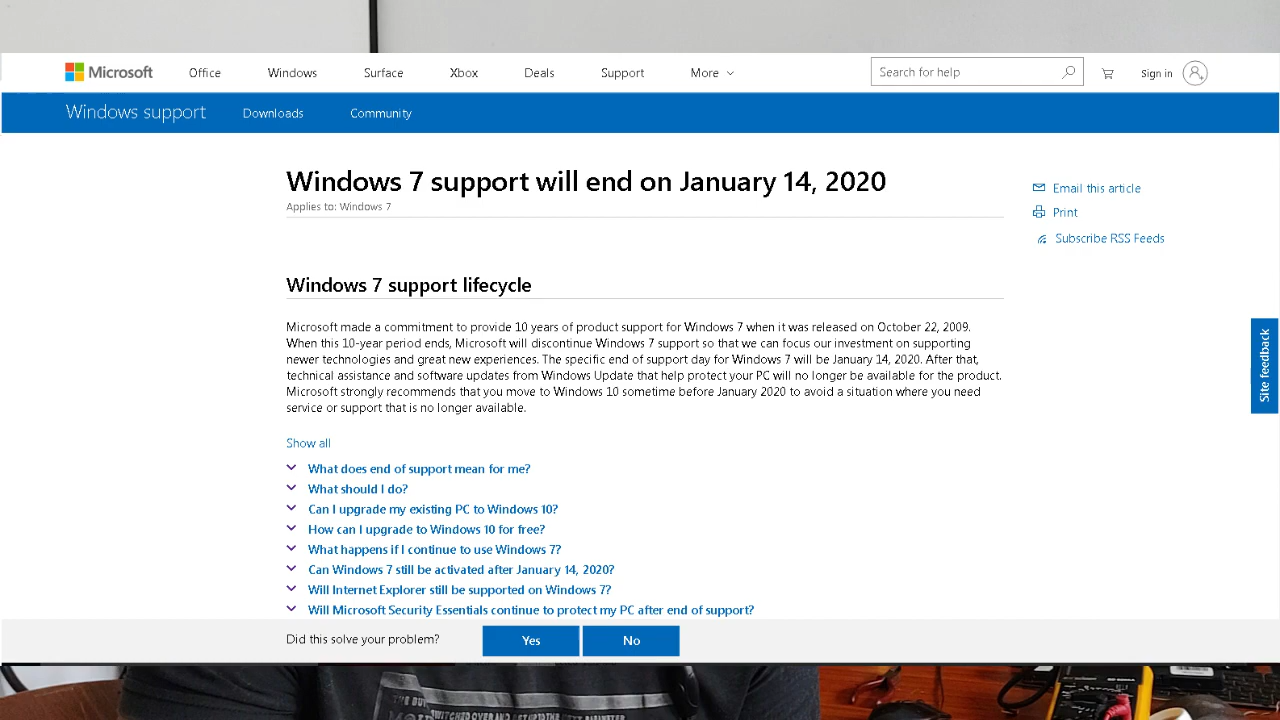 Microsoft Office Windows Surface Xbox Deals Support More Search for help Sign in
Windows support Downloads Community
Windows 7 support will end on January 14, 2020
Applies to: Windows 7
Email this article
Print
Subscribe RSS Feeds
Windows 7 support lifecycle
Microsoft made a commitment to provide 10 years of product support for Windows 7 when it was released on October 22, 2009.
When this 10-year period ends, Microsoft will discontinue Windows 7 support so that we can focus our investment on supporting
newer technologies and great new experiences. The specific end of support day for Windows 7 will be January 14, 2020. After that,
technical assistance and software updates from Windows Update that help protect your PC will no longer be available for the product.
Microsoft strongly recommends that you move to Windows 10 sometime before January 2020 to avoid a situation where you need
service or support that is no longer available.
Site feedback
Show all
What does end of support mean for me?
What should I do?
Can I upgrade my existing PC to Windows 10?
How can I upgrade to Windows 10 for free?
What happens if I continue to use Windows 7?
Can Windows 7 still be activated after January 14, 2020?
Will Internet Explorer still be supported on Windows 7?
Will Microsoft Security Essentials continue to protect my PC after end of support?
Did this solve your problem? Yes No